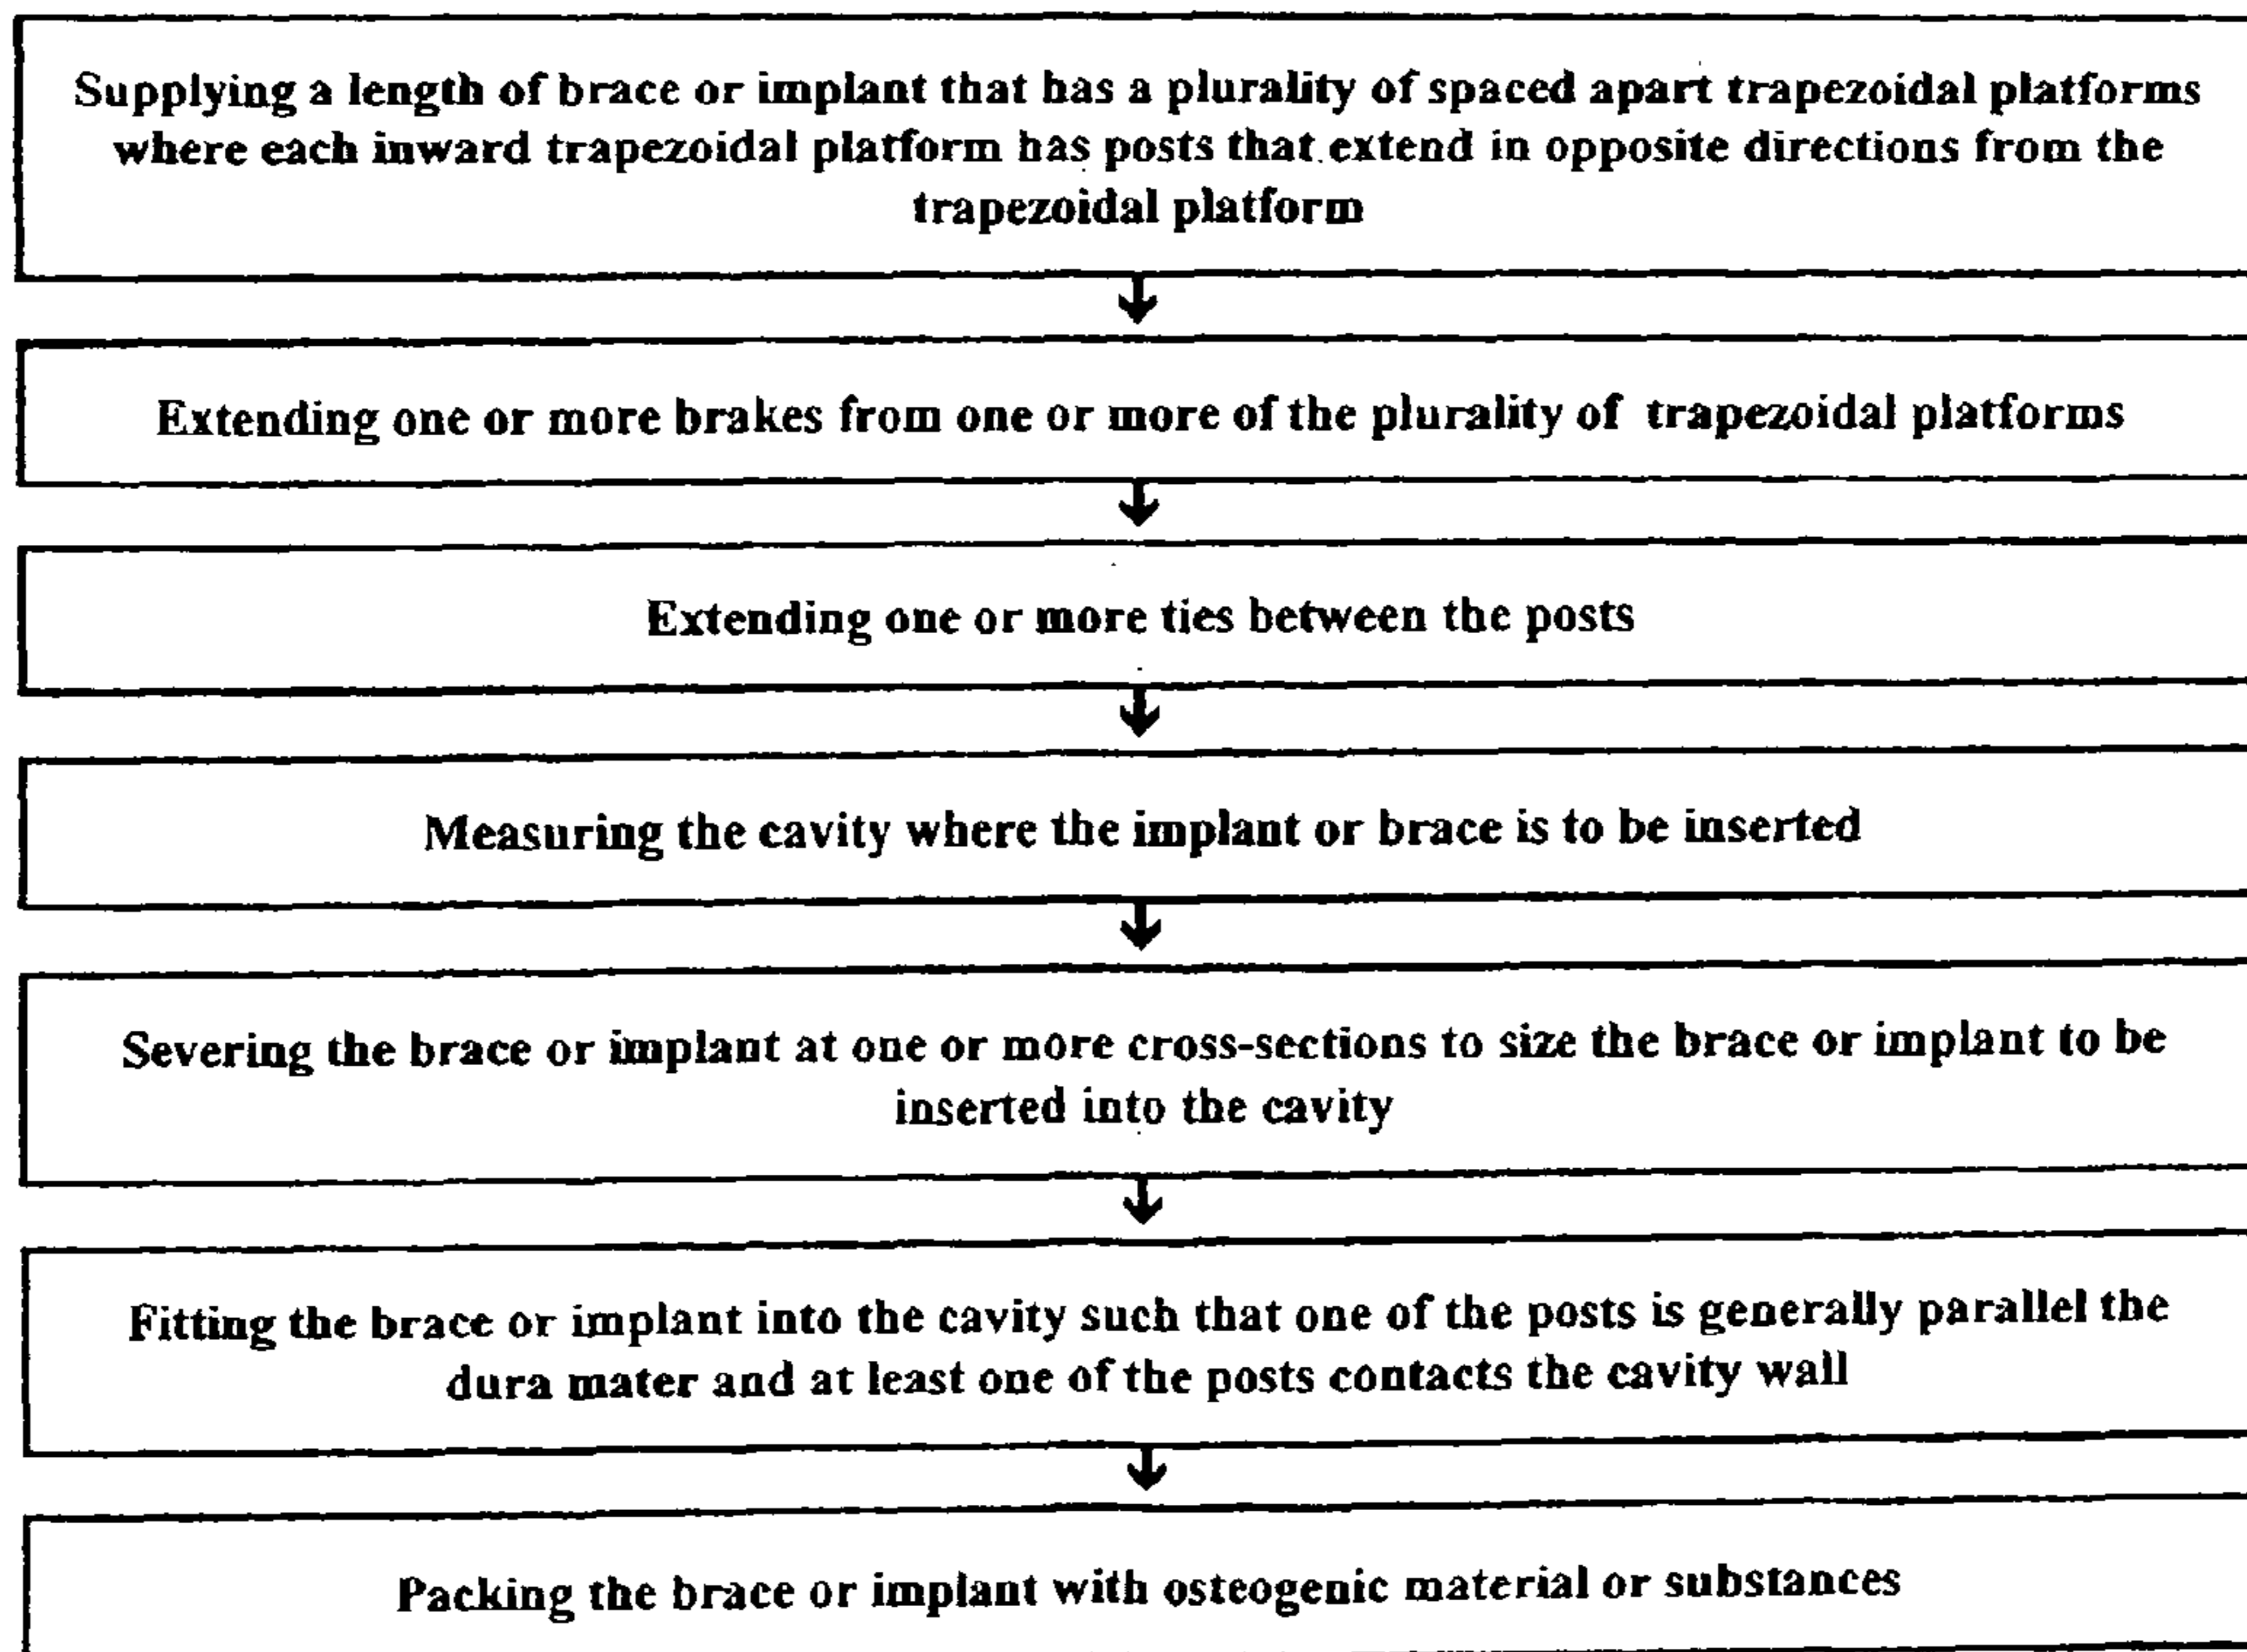 Supplying a length of brace or implant that has a plurality of spaced apart trapezoidal platforms
where each inward trapezoidal platform has posts that extend in opposite directions from the
trapezoidal platform
Extending one or more brakes from one or more of the plurality of trapezoidal platforms
Extending one or more ties between the posts
Measuring the cavity where the implant or brace is to be inserted
Severing the brace or implant at one or more cross-sections to size the brace or implant to be
inserted into the cavity
Fitting the brace or implant into the cavity such that one of the posts is generally parallel the
dura mater and at least one of the posts contacts the cavity wall
Packing the brace or implant with osteogenic material or substances